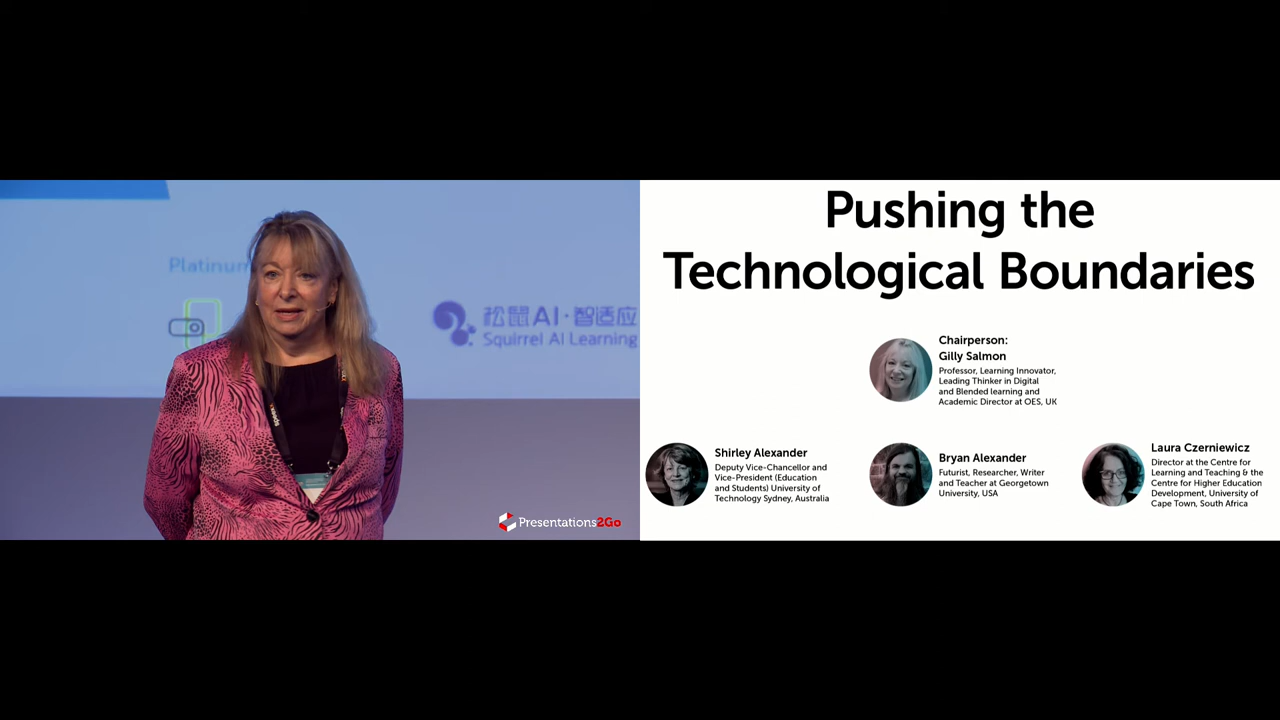 Platinum
松鼠AI·智适应
Squirrel AI Learning
Presentations2Go
Pushing the
Technological Boundaries
Chairperson:
Gilly Salmon
Professor, Learning Innovator,
Leading Thinker in Digital
and Blended learning and
Academic Director at OES, UK
Shirley Alexander
Deputy Vice-Chancellor and
Vice-President (Education
and Students) University of
Technology Sydney, Australia
Bryan Alexander
Futurist, Researcher, Writer
and Teacher at Georgetown
University, USA
Laura Czerniewicz
Director at the Centre for
Learning and Teaching & the
Centre for Higher Education
Development, University of
Cape Town, South Africa